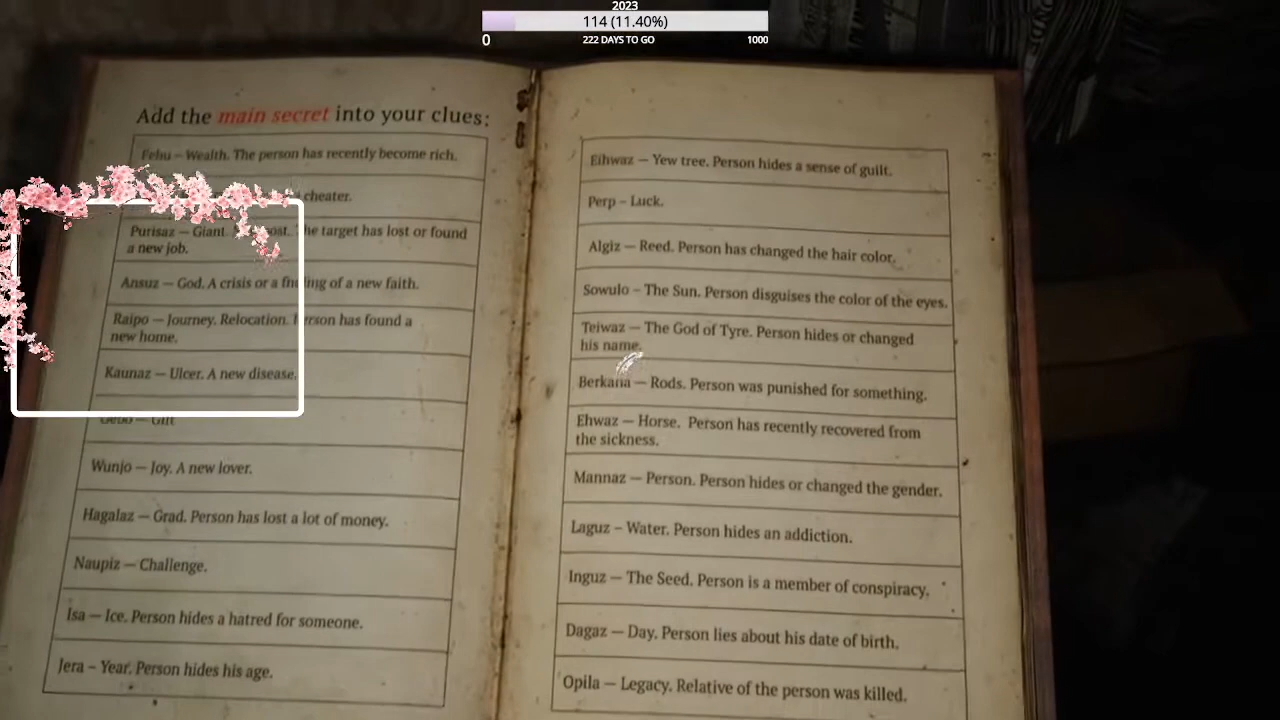 2023
114 (11.40%)
0 222 DAYS TO GO 1000
Add the main secret into your clues:
Fehu – Wealth. The person has recently become rich.
cheater.
Purisaz — Giant. The target has lost or found
a new job.
Ansuz — God. A crisis or a finding of a new faith.
Raipo — Journey. Relocation. Person has found a
new home.
Kaunaz — Ulcer. A new disease.
Gebo — Gift
Wunjo — Joy. A new lover.
Hagalaz — Grad. Person has lost a lot of money.
Naupiz — Challenge.
Isa — Ice. Person hides a hatred for someone.
Jera – Year. Person hides his age.
Eihwaz — Yew tree. Person hides a sense of guilt.
Perp – Luck.
Algiz — Reed. Person has changed the hair color.
Sowulo – The Sun. Person disguises the color of the eyes.
Teiwaz — The God of Tyre. Person hides or changed
his name.
Berkana — Rods. Person was punished for something.
Ehwaz — Horse. Person has recently recovered from
the sickness.
Mannaz — Person. Person hides or changed the gender.
Laguz – Water. Person hides an addiction.
Inguz — The Seed. Person is a member of conspiracy.
Dagaz — Day. Person lies about his date of birth.
Opila — Legacy. Relative of the person was killed.